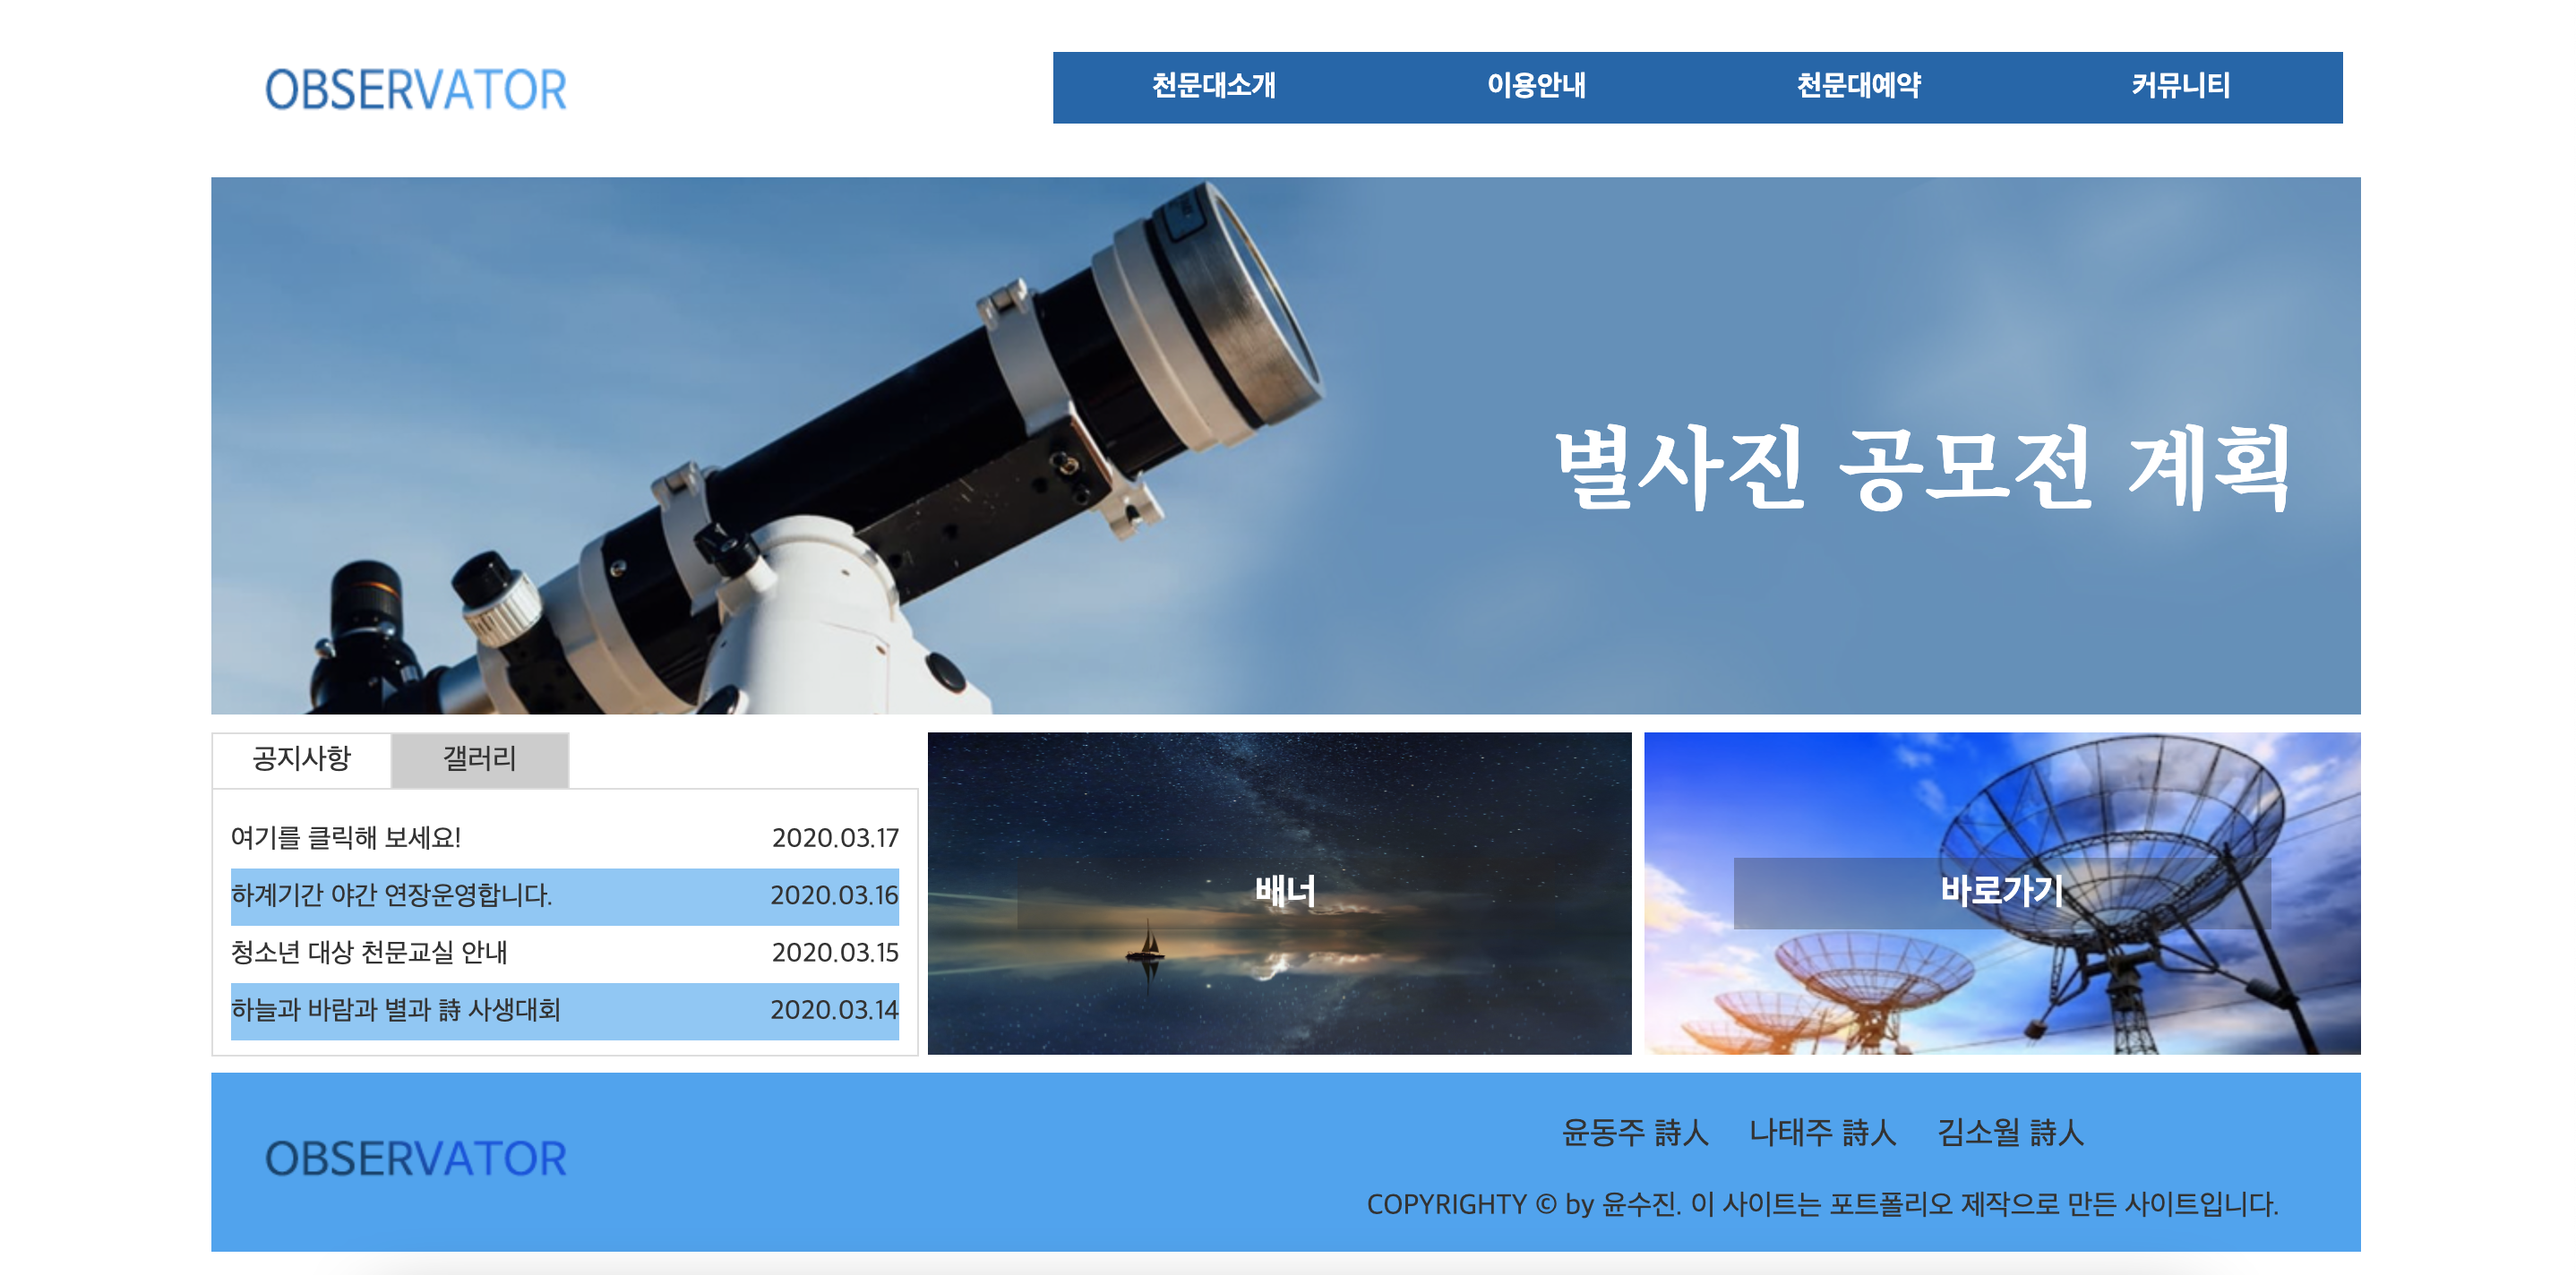 OBSERVATOR
천문대소개 이용안내 천문대예약 커뮤니티
별사진 공모전 계획
공지사항 갤러리
여기를 클릭해 보세요! 2020.03.17
하계기간 야간 연장운영합니다. 2020.03.16
청소년 대상 천문교실 안내 2020.03.15
하늘과 바람과 별과 詩 사생대회 2020.03.14
배너
바로가기
OBSERVATOR
윤동주 詩人 나태주 詩人 김소월 詩人
COPYRIGHTY © by 윤수진. 이 사이트는 포트폴리오 제작으로 만든 사이트입니다.